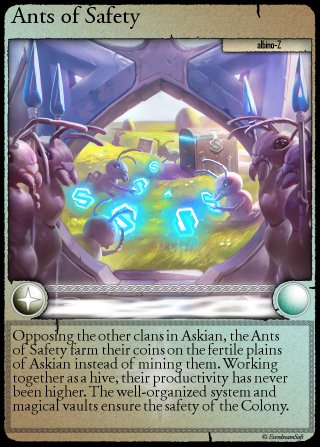 Ants of Safety
albino-Z
Opposing the other clans in Askian, the Ants
of Safety farm their coins on the fertile plains
of Askian instead of mining them. Working
together as a hive, their productivity has never
been higher. The well-organized system and
magical vaults ensure the safety of the Colony.
© EverdreamSoft